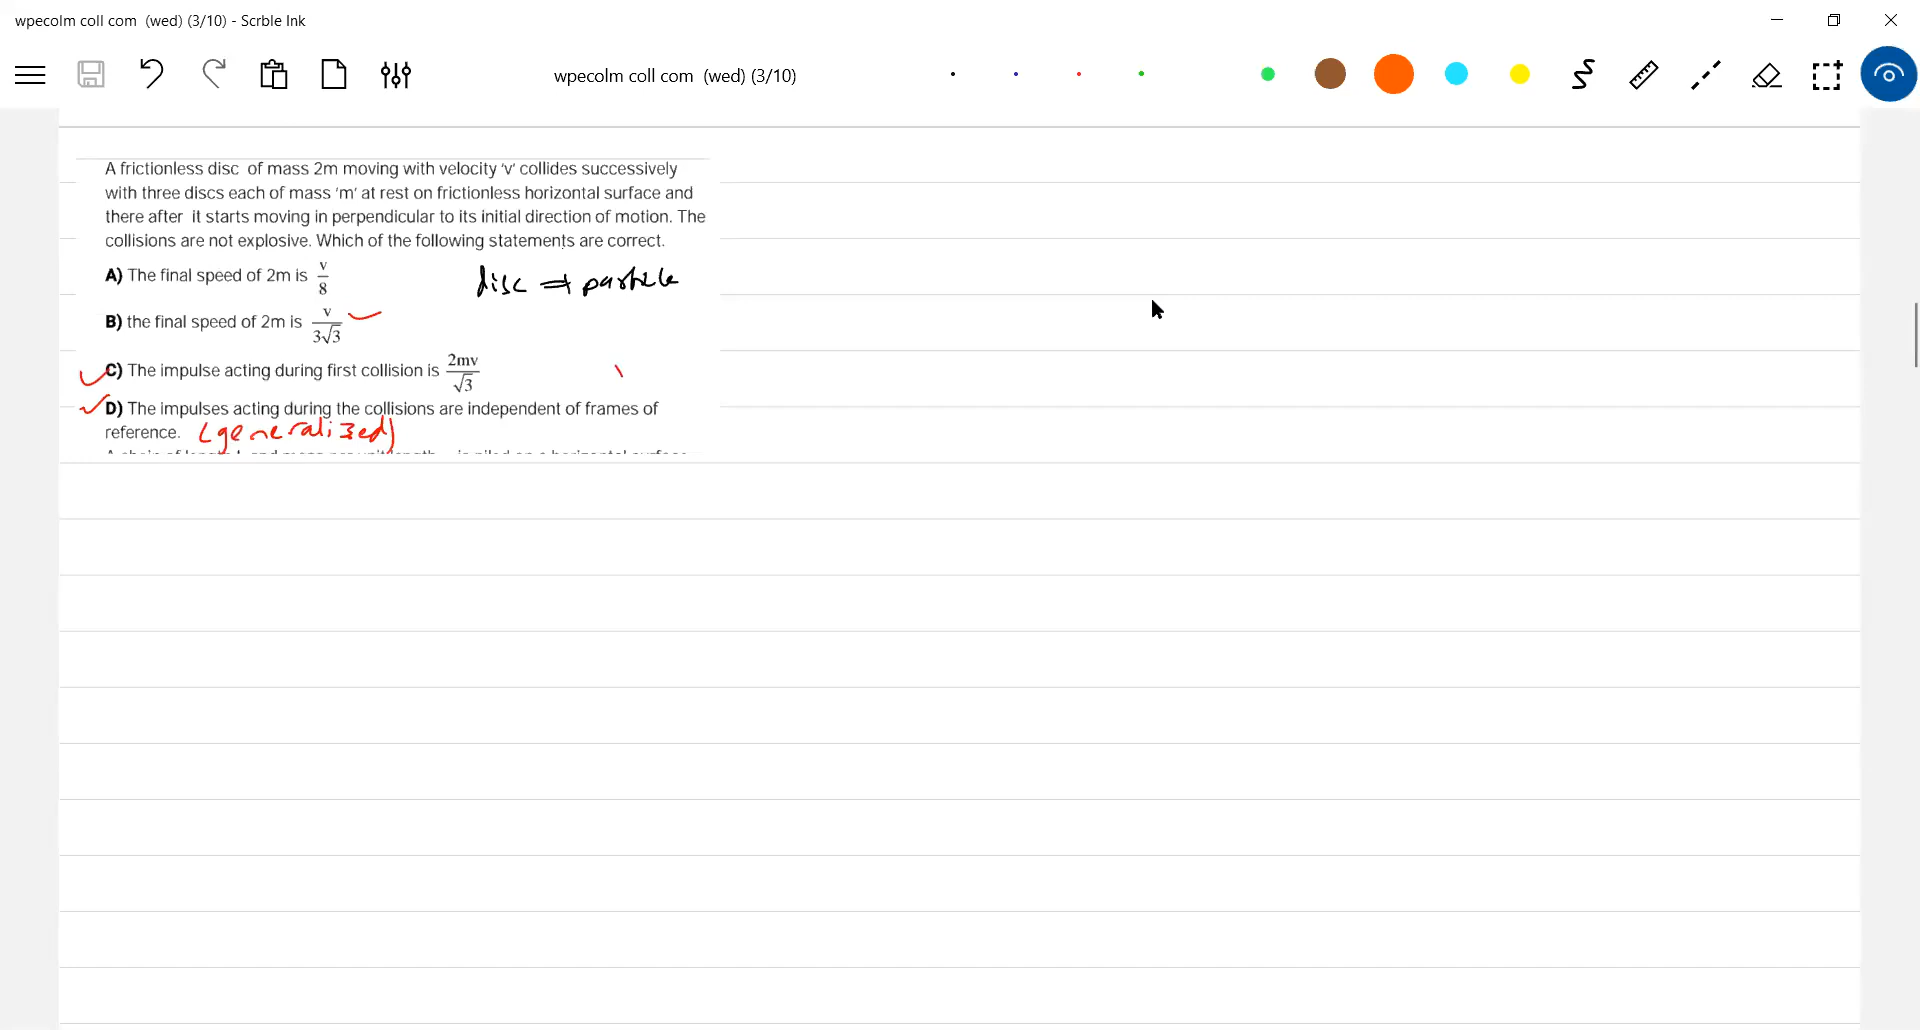 wpecolm coll com (wed) (3/10) - Scrble Ink
wpecolm coll com (wed) (3/10)
A frictionless disc of mass 2m moving with velocity 'v' collides successively
with three discs each of mass 'm' at rest on frictionless horizontal surface and
there after it starts moving in perpendicular to its initial direction of motion. The
collisions are not explosive. Which of the following statements are correct.
A) The final speed of 2m is v/8
disc ⇒ particle
B) the final speed of 2m is v/3√3
C) The impulse acting during first collision is 2mv/√3
D) The impulses acting during the collisions are independent of frames of
reference. (generalized)